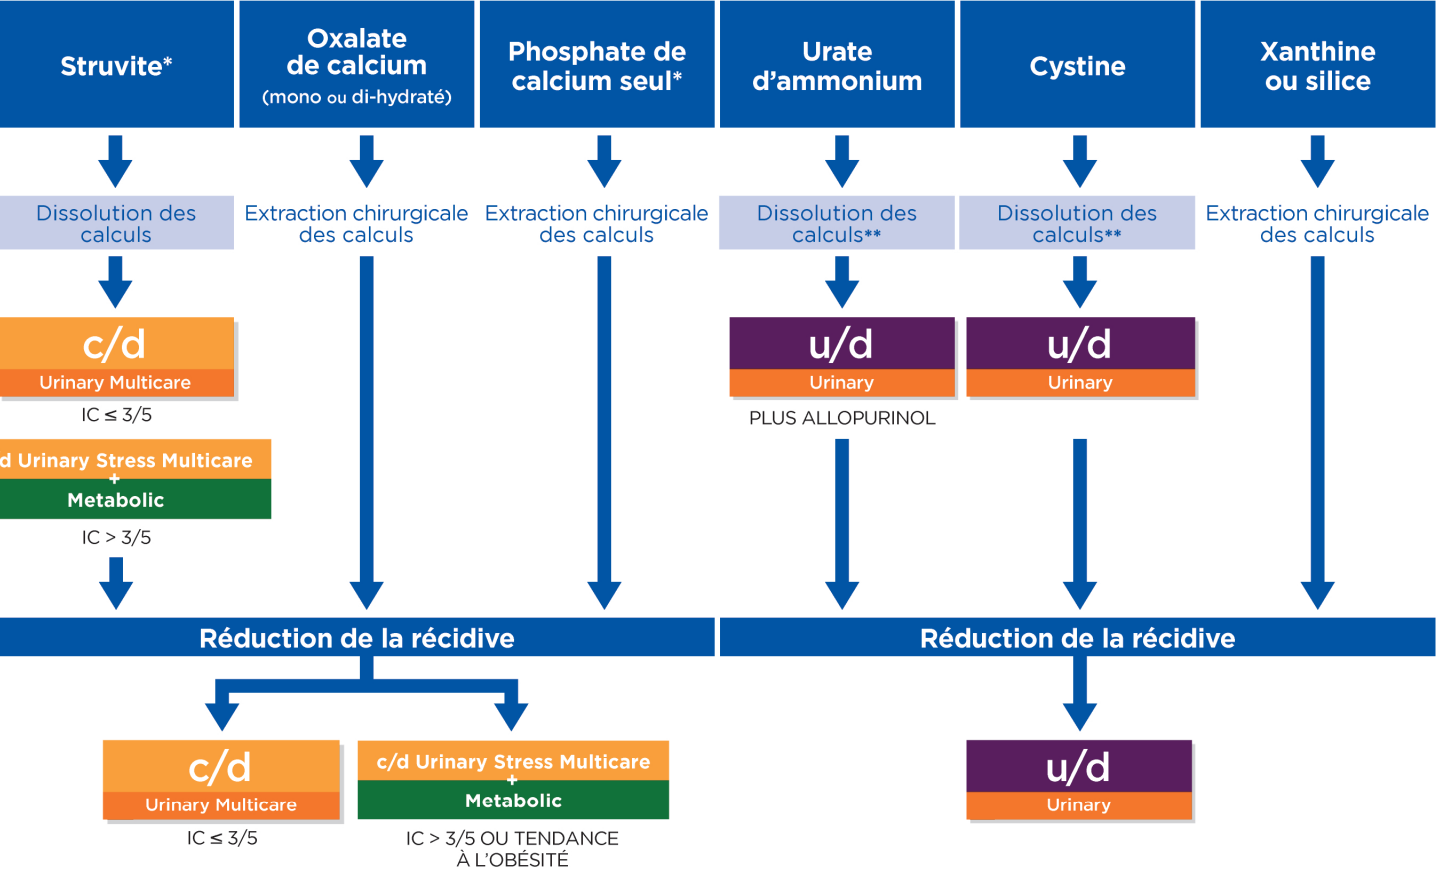 Struvite*
Oxalate
de calcium
(mono ou di-hydraté)
Phosphate de
calcium seul*
Urate
d'ammonium
Cystine
Xanthine
ou silice
Dissolution des
calculs
Extraction chirurgicale
des calculs
Extraction chirurgicale
des calculs
Dissolution des
calculs**
Dissolution des
calculs**
Extraction chirurgicale
des calculs
c/d
Urinary Multicare
IC ≤ 3/5
u/d
Urinary
PLUS ALLOPURINOL
u/d
Urinary
d Urinary Stress Multicare
+
Metabolic
IC > 3/5
Réduction de la récidive
Réduction de la récidive
c/d
Urinary Multicare
IC ≤ 3/5
c/d Urinary Stress Multicare
+
Metabolic
IC > 3/5 OU TENDANCE
À L'OBÉSITÉ
u/d
Urinary